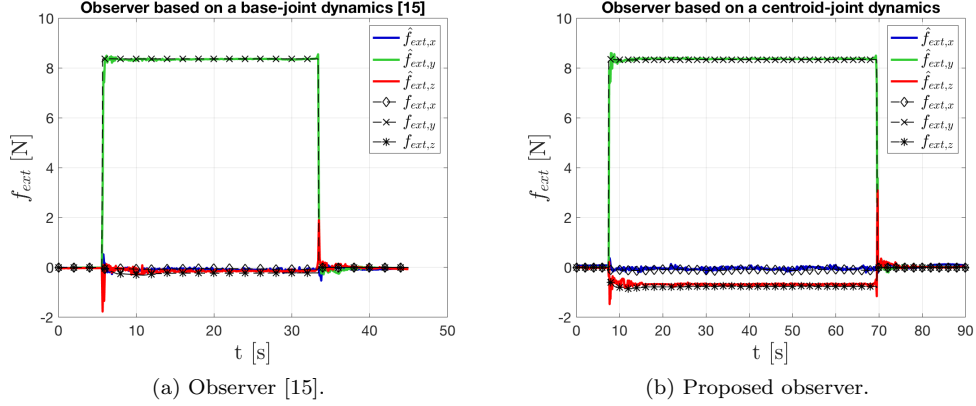 Observer based on a base-joint dynamics [15]
10
8
6
4
2
0
-2
f_ext [N]
0 10 20 30 40 50
t [s]
f̂_ext,x
f̂_ext,y
f̂_ext,z
f_ext,x
f_ext,y
f_ext,z
(a) Observer [15].
Observer based on a centroid-joint dynamics
10
8
6
4
2
0
-2
f_ext [N]
0 10 20 30 40 50 60 70 80 90
t [s]
f̂_ext,x
f̂_ext,y
f̂_ext,z
f_ext,x
f_ext,y
f_ext,z
(b) Proposed observer.